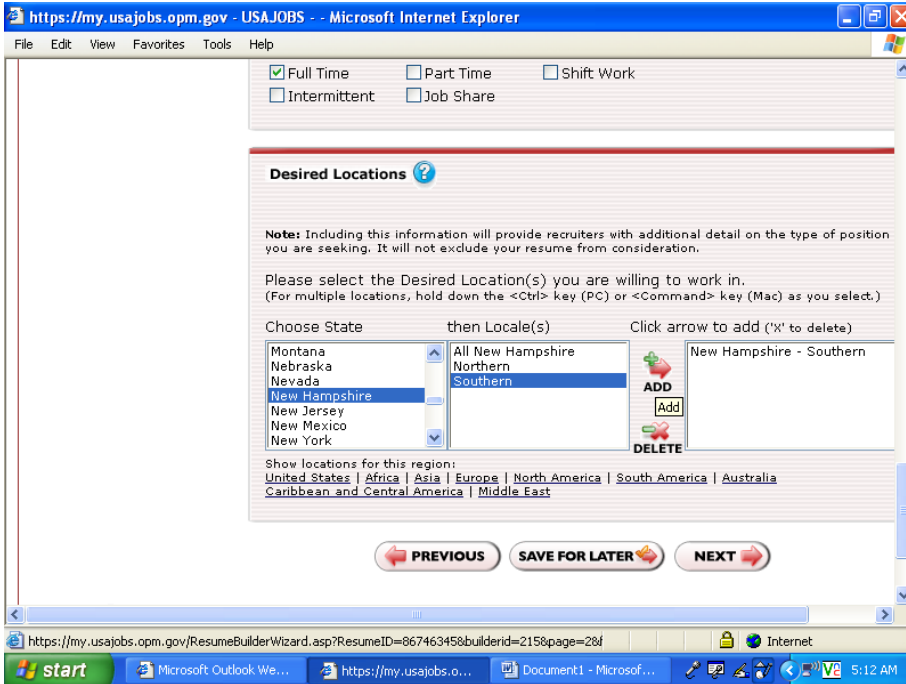 https://my.usajobs.opm.gov - USAJOBS - - Microsoft Internet Explorer
File Edit View Favorites Tools Help
Full Time Part Time Shift Work
Intermittent Job Share
Desired Locations ?
Note: Including this information will provide recruiters with additional detail on the type of position
you are seeking. It will not exclude your resume from consideration.
Please select the Desired Location(s) you are willing to work in.
(For multiple locations, hold down the <Ctrl> key (PC) or <Command> key (Mac) as you select.)
Choose State then Locale(s) Click arrow to add ('X' to delete)
Montana All New Hampshire New Hampshire - Southern
Nebraska Northern
Nevada Southern
New Hampshire ADD
New Jersey Add
New Mexico
New York DELETE
Show locations for this region:
United States | Africa | Asia | Europe | North America | South America | Australia
Caribbean and Central America | Middle East
PREVIOUS SAVE FOR LATER NEXT
https://my.usajobs.opm.gov/ResumeBuilderWizard.asp?ResumeID=86746345&builderid=215&page=2&f Internet
start Microsoft Outlook We... https://my.usajobs.o... Document1 - Microsof... 5:12 AM